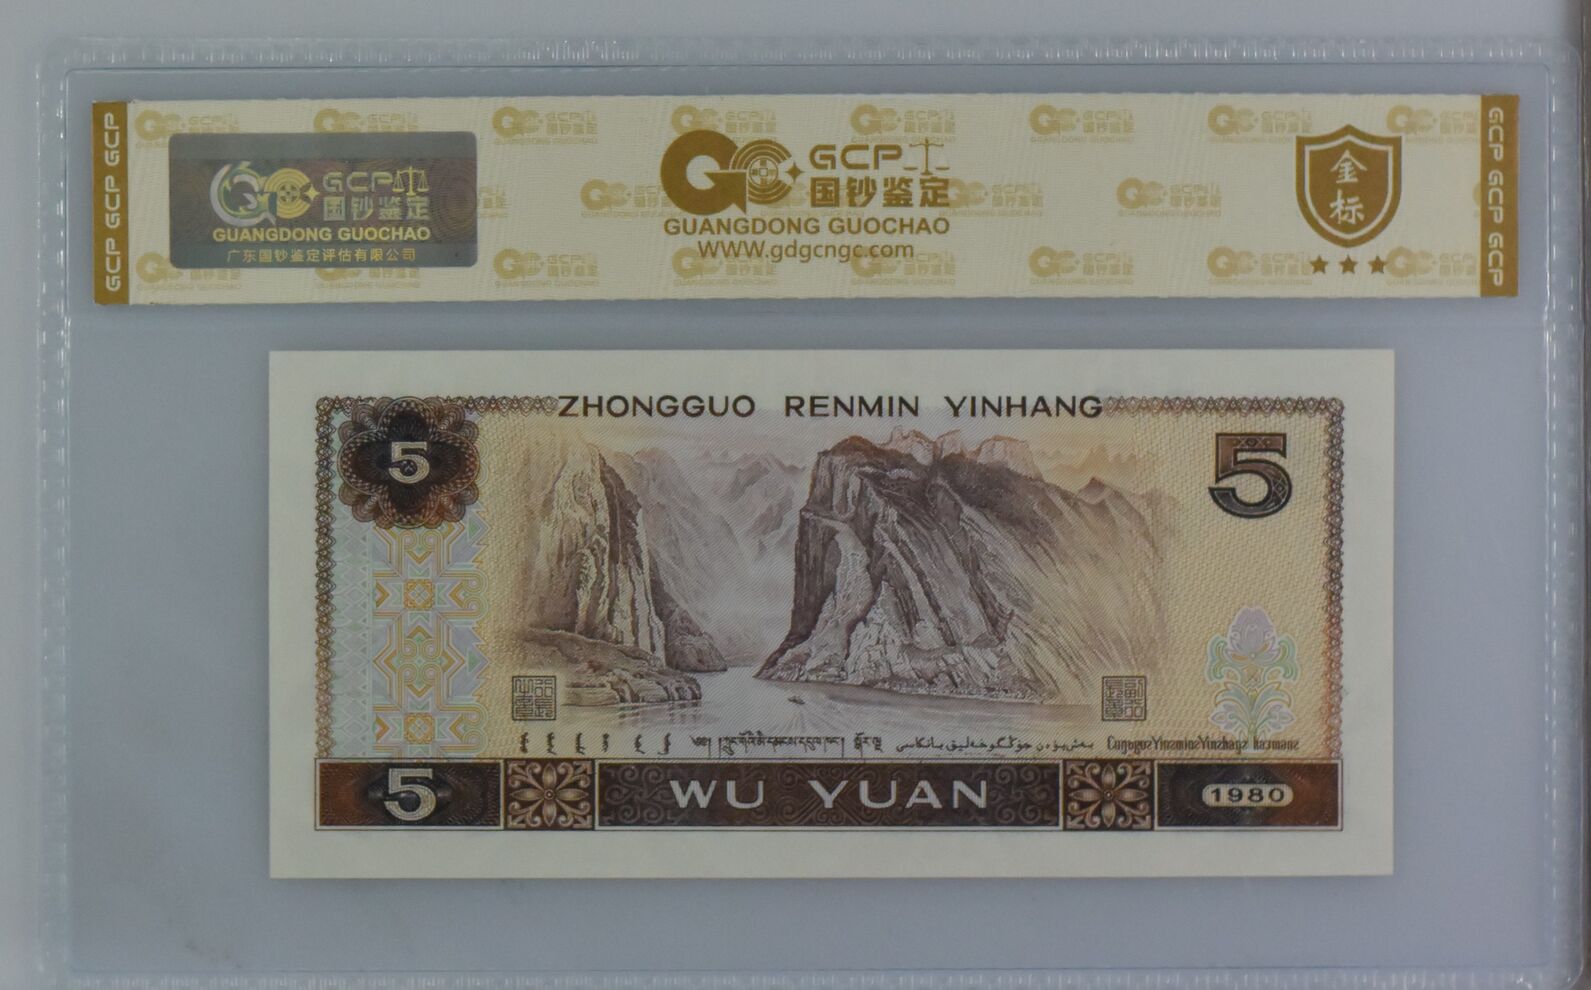 GCP GCP GCP
GCP
国钞鉴定
GUANGDONG GUOCHAO
广东国钞鉴定评估有限公司
GCP
国钞鉴定
GUANGDONG GUOCHAO
WWW.gdgcngc.com
金标
GCP GCP GCP
ZHONGGUO RENMIN YINHANG
5
5
5
WU YUAN
1980